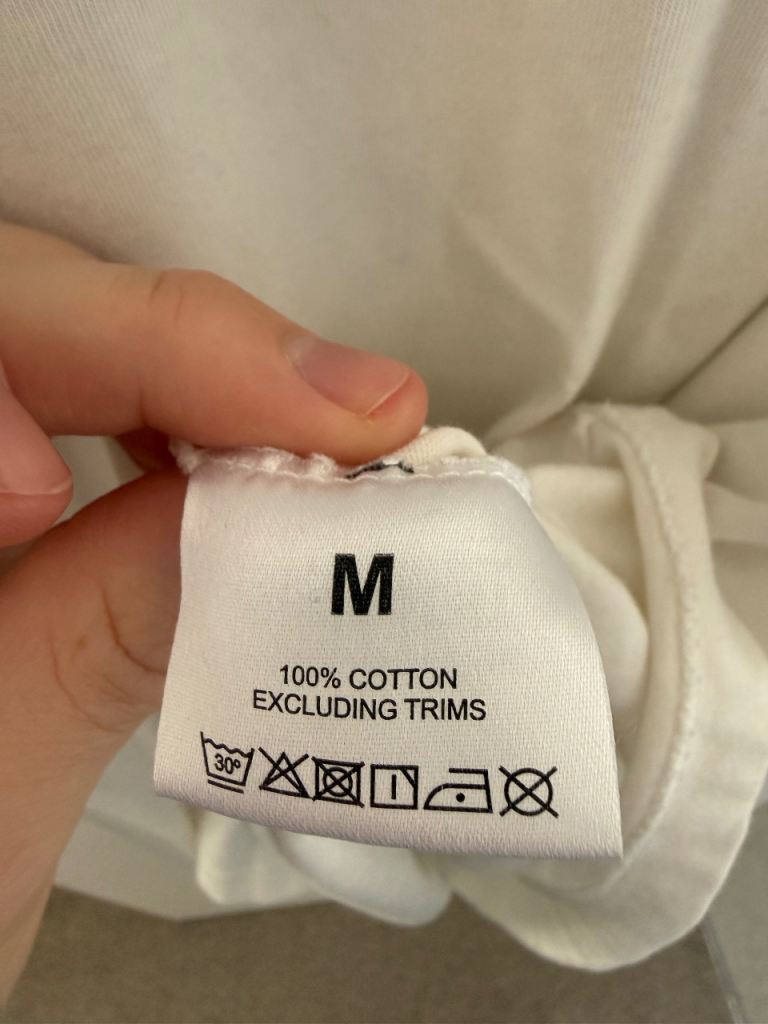 M
100% COTTON
EXCLUDING TRIMS
30°